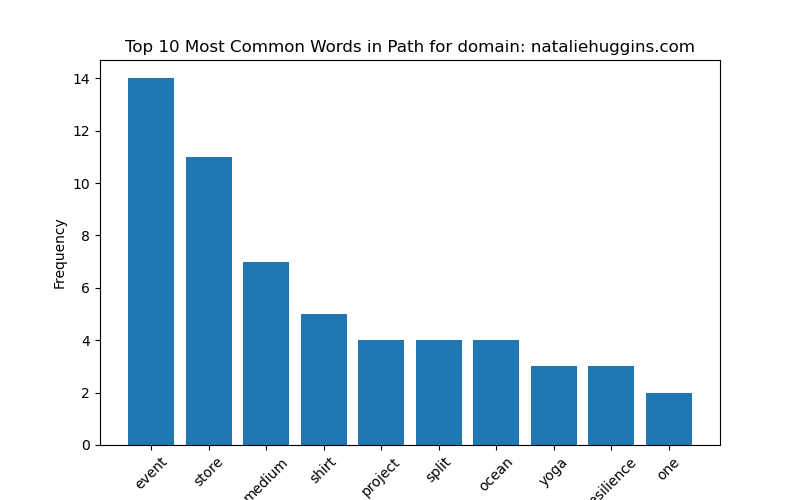 Top 10 Most Common Words in Path for domain: nataliehuggins.com
Frequency
14
12
10
8
6
4
2
0
event
store
medium
shirt
project
split
ocean
yoga
esilience
one